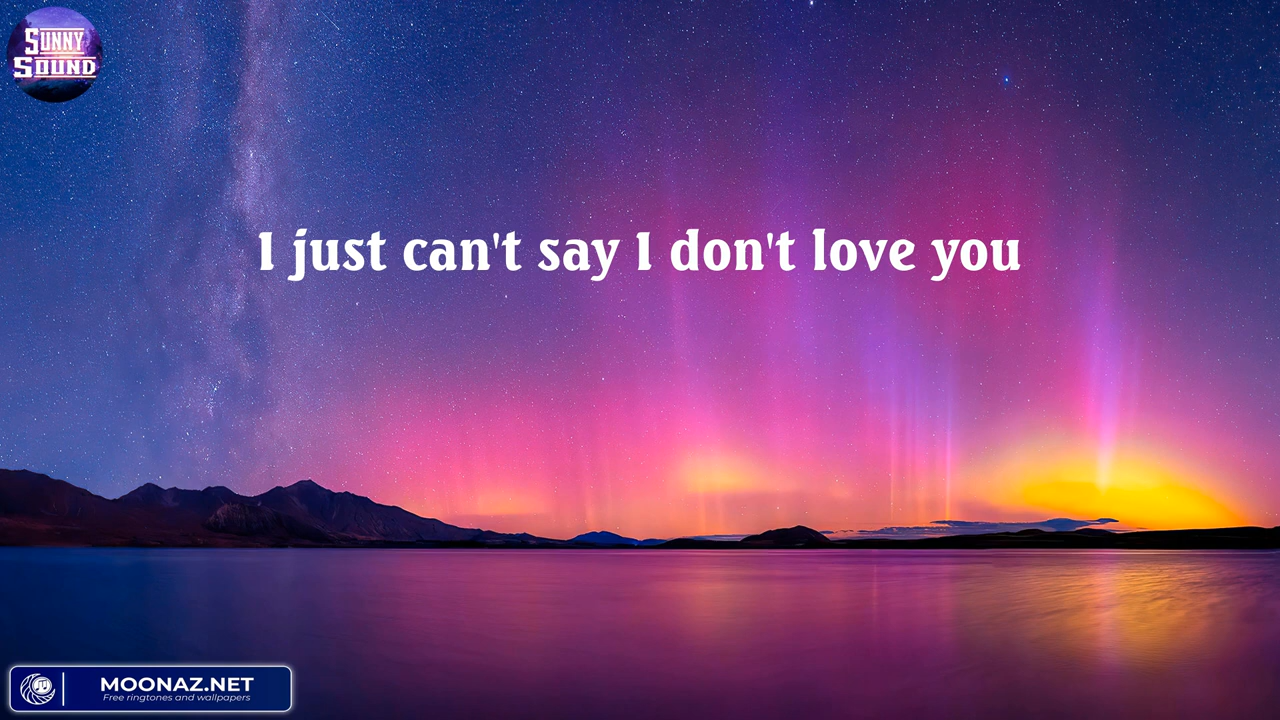 SUNNY
SOUND
I just can't say I don't love you
MOONAZ.NET
Free ringtones and wallpapers